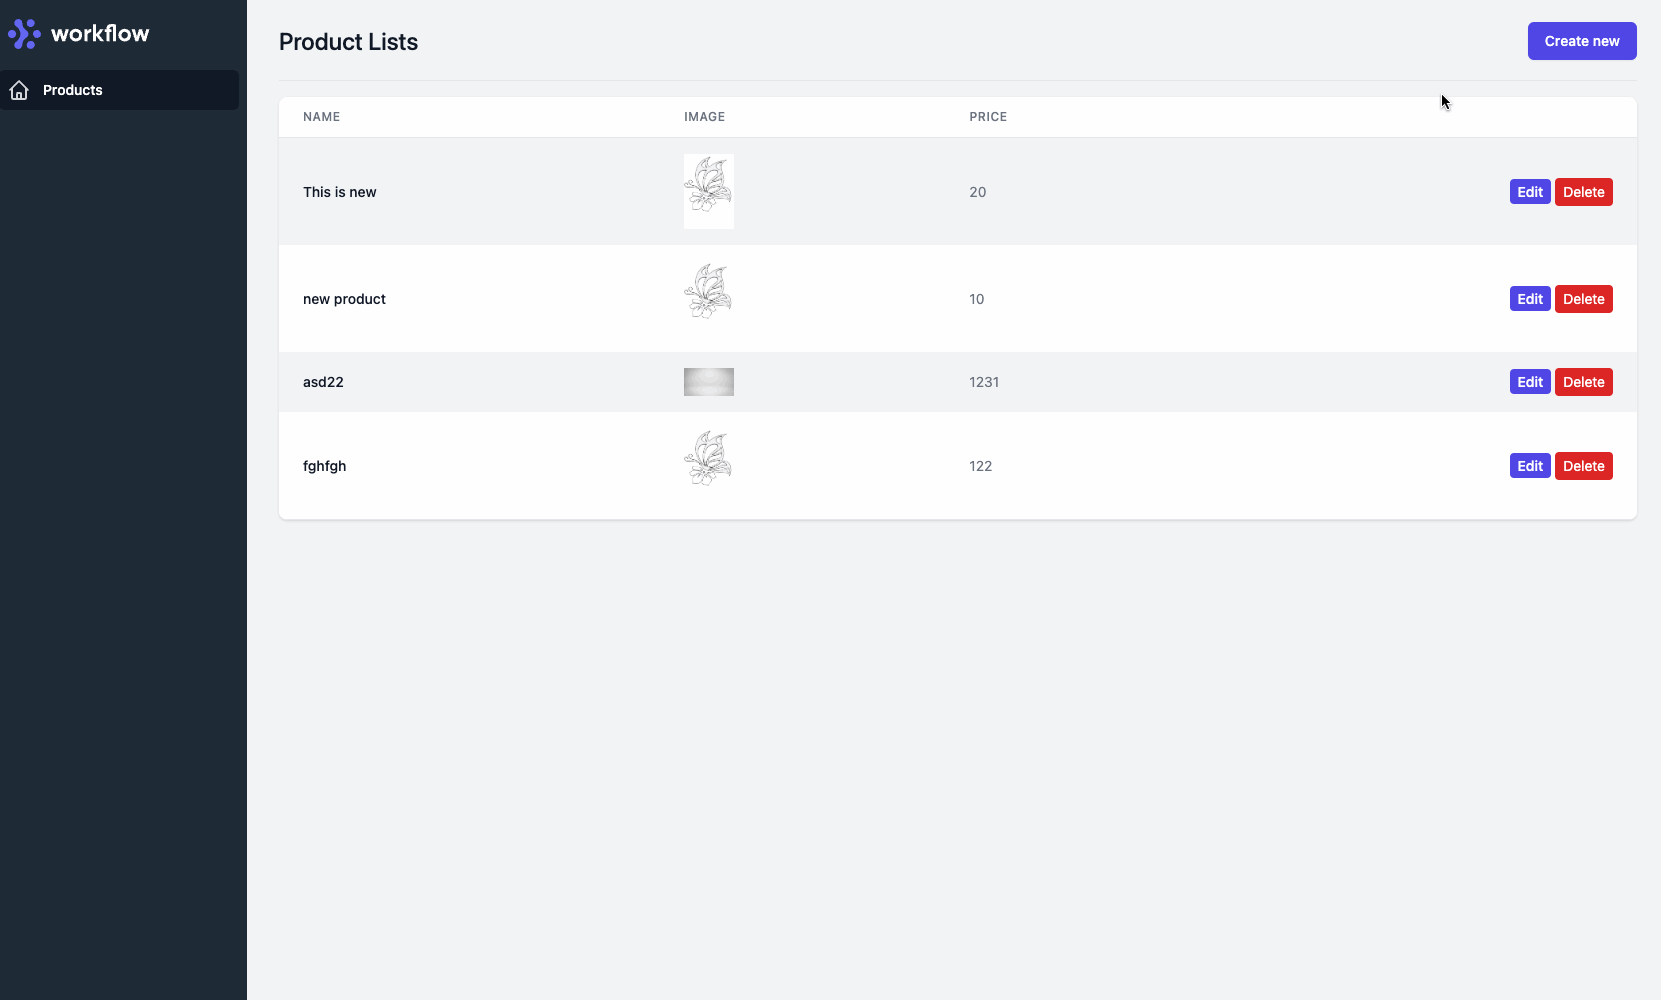 workflow
Products
Product Lists
Create new
NAME IMAGE PRICE
This is new 20 Edit Delete
new product 10 Edit Delete
asd22 1231 Edit Delete
fghfgh 122 Edit Delete